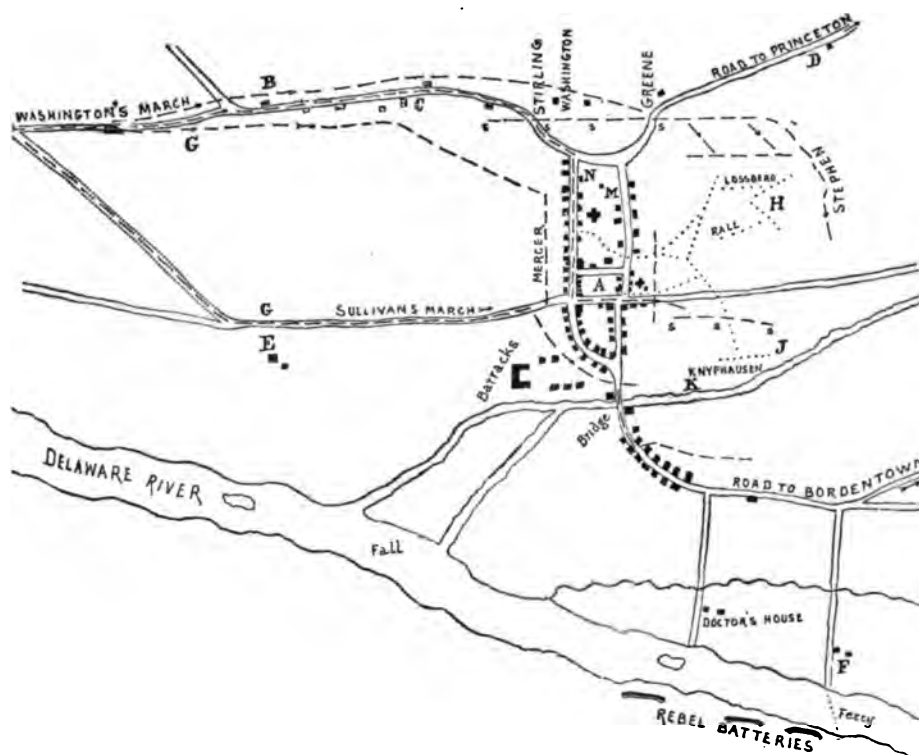 STIRLING
WASHINGTON
GREENE
ROAD TO PRINCETON
D
B
WASHINGTON'S MARCH
C
G
S S S S
STEPHEN
LOSSBERG
N
M
H
RALL
MERCER
A
G
SULLIVANS MARCH
E
S S S
J
KNYPHAUSEN
K
Barracks
Bridge
DELAWARE RIVER
ROAD TO BORDENTOWN
Fall
DOCTOR'S HOUSE
F
Ferry
REBEL BATTERIES